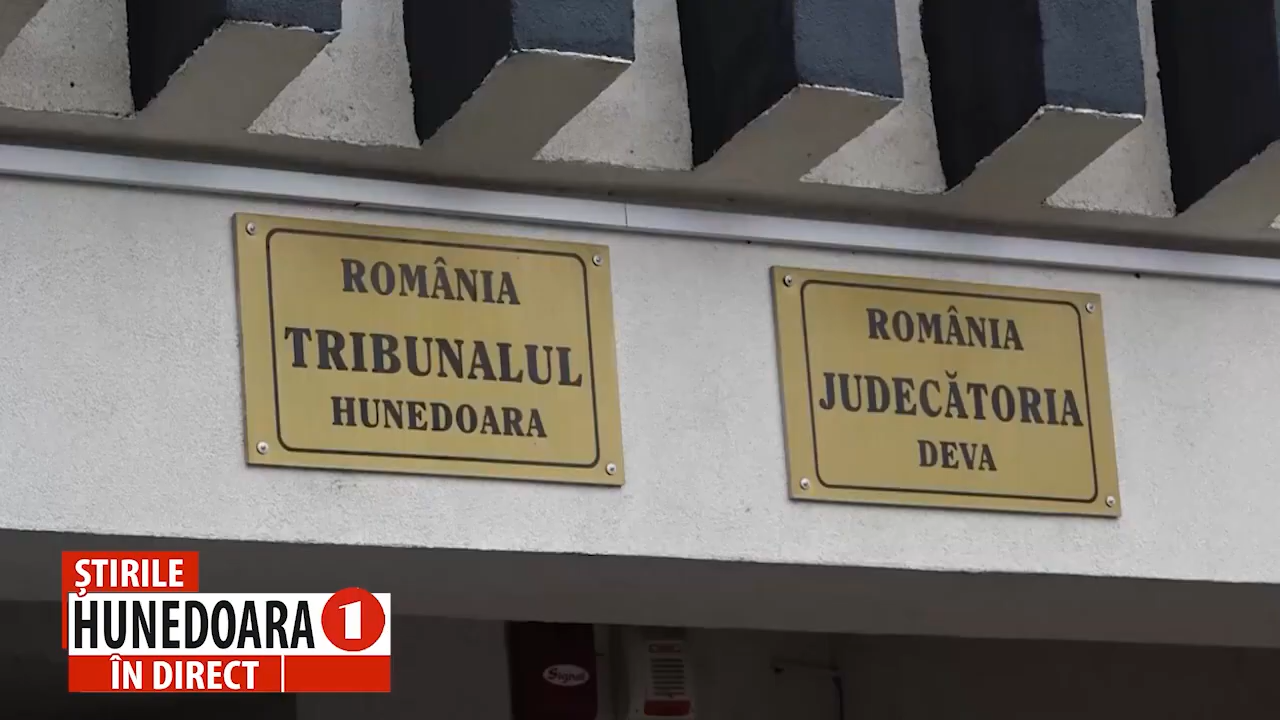 ROMÂNIA
TRIBUNALUL
HUNEDOARA
ROMÂNIA
JUDECĂTORIA
DEVA
ȘTIRILE
HUNEDOARA 1
ÎN DIRECT
Signal